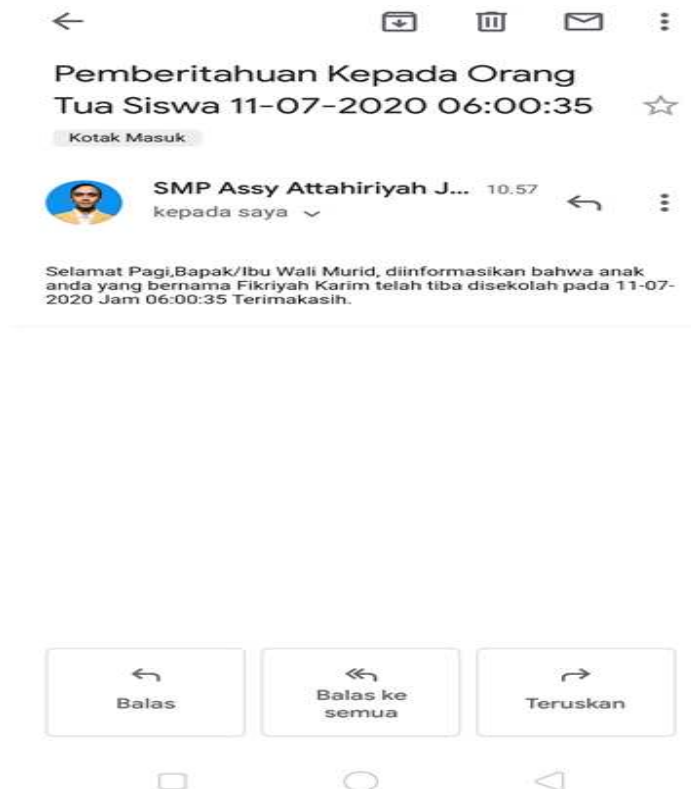 Pemberitahuan Kepada Orang
Tua Siswa 11-07-2020 06:00:35
Kotak Masuk
SMP Assy Attahiriyah J... 10.57
kepada saya
Selamat Pagi,Bapak/Ibu Wali Murid, diinformasikan bahwa anak
anda yang bernama Fikriyah Karim telah tiba disekolah pada 11-07-
2020 Jam 06:00:35 Terimakasih.
Balas
Balas ke
semua
Teruskan